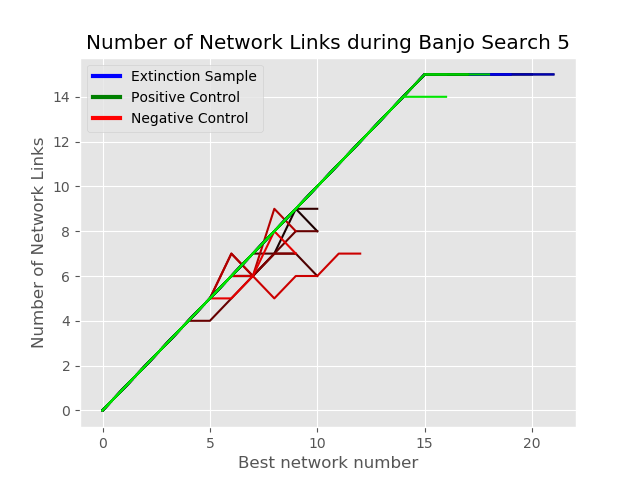 Number of Network Links during Banjo Search 5
Extinction Sample
Positive Control
Negative Control
Number of Network Links
14
12
10
8
6
4
2
0
0 5 10 15 20
Best network number